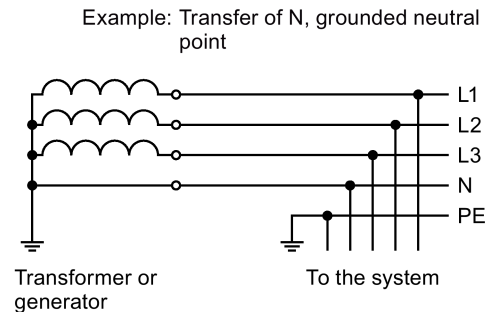 Example: Transfer of N, grounded neutral
point
L1
L2
L3
N
PE
Transformer or
generator
To the system